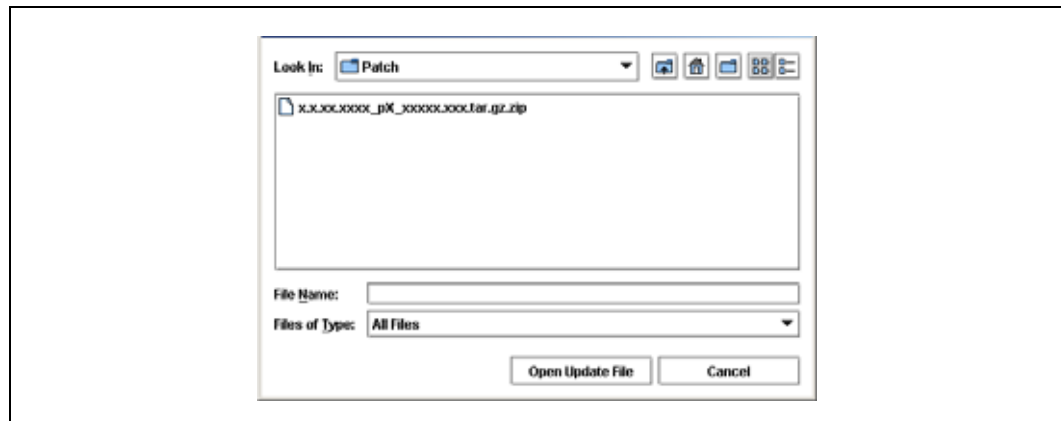 Look In: Patch
x.x.xx.xxxx_pX_xxxxx.xxx.tar.gz.zip
File Name:
Files of Type: All Files
Open Update File Cancel